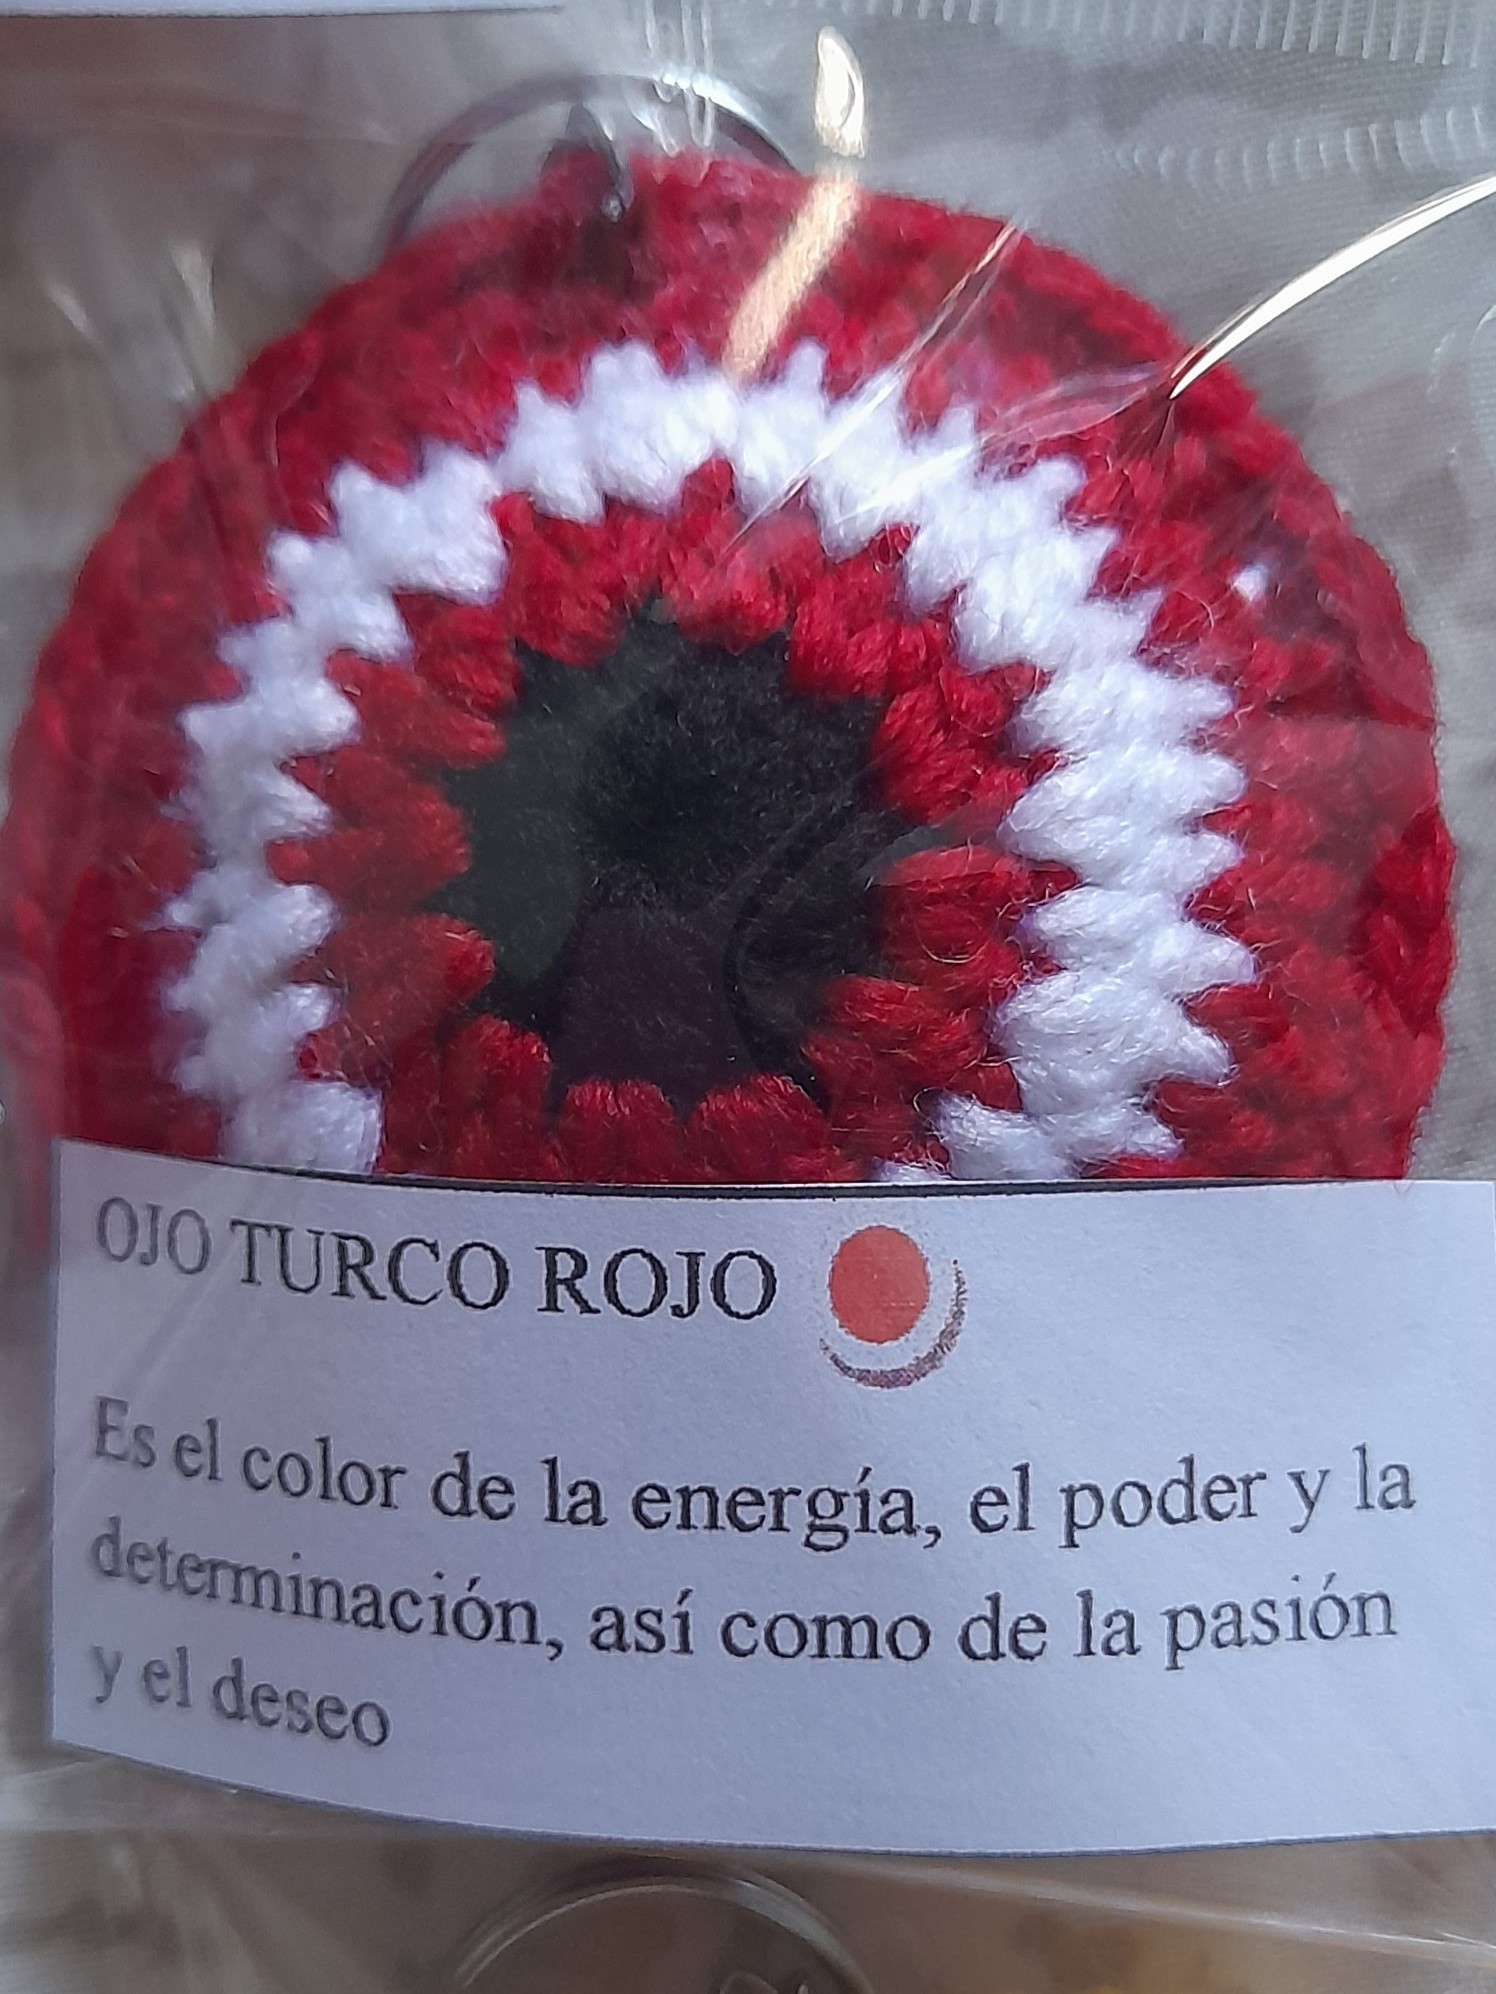 OJO TURCO ROJO
Es el color de la energía, el poder y la
determinación, así como de la pasión
y el deseo